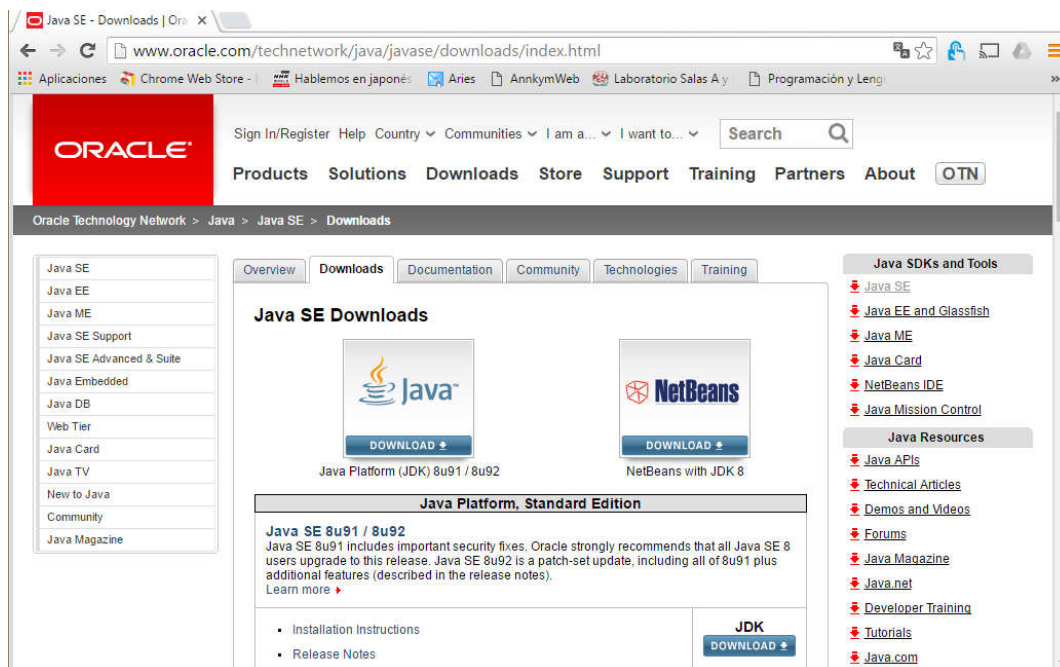 Java SE - Downloads | Ora
www.oracle.com/technetwork/java/javase/downloads/index.html
Aplicaciones Chrome Web Store - Hablemos en japonés Aries AnnkymWeb Laboratorio Salas A y Programación y Leng
ORACLE
Sign In/Register Help Country Communities I am a... I want to... Search
Products Solutions Downloads Store Support Training Partners About OTN
Oracle Technology Network > Java > Java SE > Downloads
Java SE
Java EE
Java ME
Java SE Support
Java SE Advanced & Suite
Java Embedded
Java DB
Web Tier
Java Card
Java TV
New to Java
Community
Java Magazine
Overview Downloads Documentation Community Technologies Training
Java SE Downloads
Java
DOWNLOAD
Java Platform (JDK) 8u91 / 8u92
NetBeans
DOWNLOAD
NetBeans with JDK 8
Java Platform, Standard Edition
Java SE 8u91 / 8u92
Java SE 8u91 includes important security fixes. Oracle strongly recommends that all Java SE 8
users upgrade to this release. Java SE 8u92 is a patch-set update, including all of 8u91 plus
additional features (described in the release notes).
Learn more
Installation Instructions
Release Notes
JDK
DOWNLOAD
Java SDKs and Tools
Java SE
Java EE and Glassfish
Java ME
Java Card
NetBeans IDE
Java Mission Control
Java Resources
Java APIs
Technical Articles
Demos and Videos
Forums
Java Magazine
Java.net
Developer Training
Tutorials
Java.com